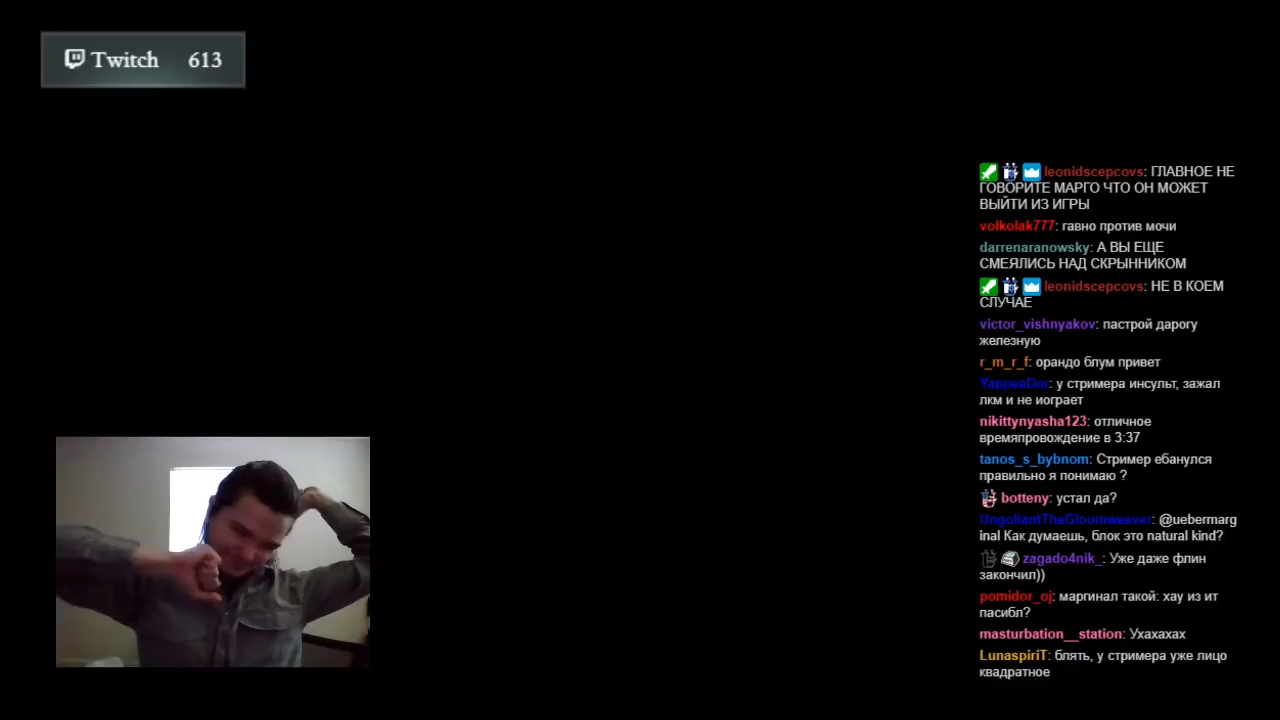 Twitch 613
leonidscepcovs: ГЛАВНОЕ НЕ
ГОВОРИТЕ МАРГО ЧТО ОН МОЖЕТ
ВЫЙТИ ИЗ ИГРЫ
volkolak777: гавно против мочи
darrenaranowsky: А ВЫ ЕЩЕ
СМЕЯЛИСЬ НАД СКРЫННИКОМ
leonidscepcovs: НЕ В КОЕМ
СЛУЧАЕ
victor_vishnyakov: пастрой дарогу
железную
r_m_r_f: орандо блум привет
YappeeDor: у стримера инсульт, зажал
лкм и не иограет
nikittynyasha123: отличное
времяпровождение в 3:37
tanos_s_bybnom: Стример ебанулся
правильно я понимаю ?
botteny: устал да?
UngoliantTheGloomweaver: @uebermarg
inal Как думаешь, блок это natural kind?
zagado4nik_: Уже даже флин
закончил))
pomidor_oj: маргинал такой: хау из ит
пасибл?
masturbation__station: Ухахахах
LunaspiriT: блять, у стримера уже лицо
квадратное